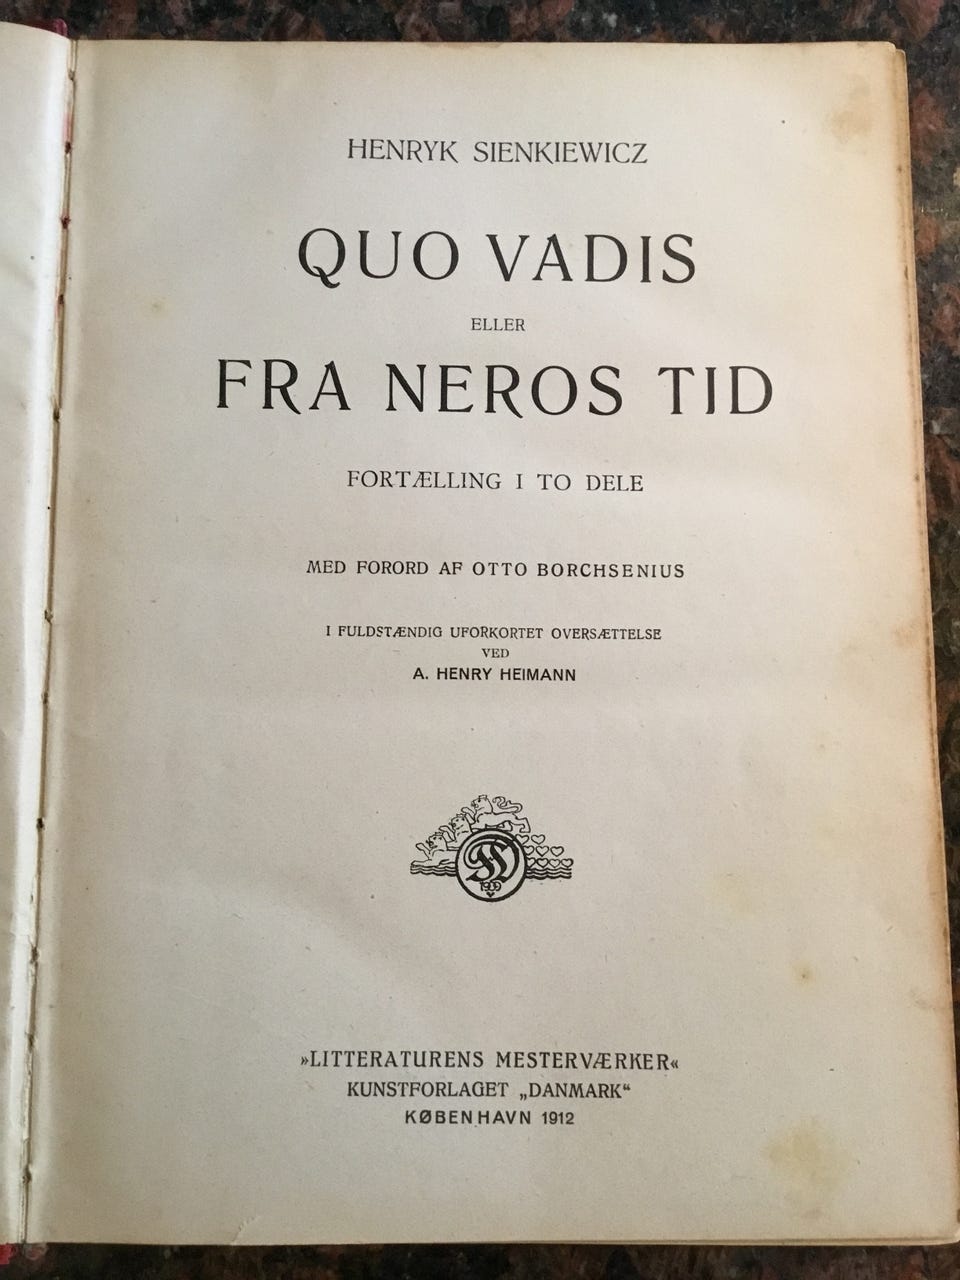 HENRYK SIENKIEWICZ
QUO VADIS
ELLER
FRA NEROS TID
FORTÆLLING I TO DELE
MED FORORD AF OTTO BORCHSENIUS
I FULDSTÆNDIG UFORKORTET OVERSÆTTELSE
VED
A. HENRY HEIMANN
1909
»LITTERATURENS MESTERVÆRKER«
KUNSTFORLAGET „DANMARK“
KØBENHAVN 1912